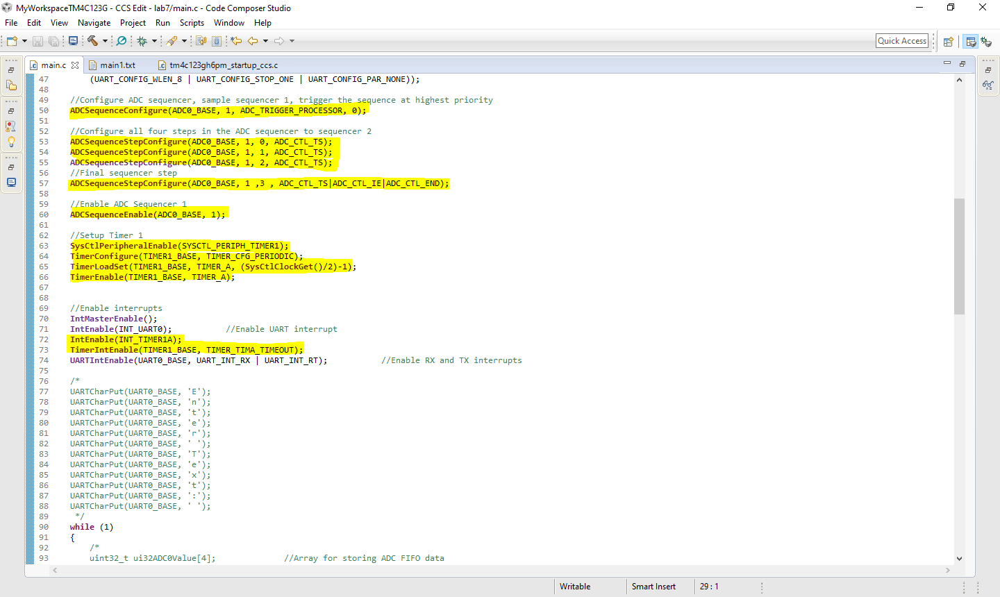 MyWorkspaceTM4C123G - CCS Edit - lab7/main.c - Code Composer Studio
File Edit View Navigate Project Run Scripts Window Help
Quick Access
main.c main1.txt tm4c123gh6pm_startup_ccs.c
47 (UART_CONFIG_WLEN_8 | UART_CONFIG_STOP_ONE | UART_CONFIG_PAR_NONE));
48
49 //Configure ADC sequencer, sample sequencer 1, trigger the sequence at highest priority
50 ADCSequenceConfigure(ADC0_BASE, 1, ADC_TRIGGER_PROCESSOR, 0);
51
52 //Configure all four steps in the ADC sequencer to sequencer 2
53 ADCSequenceStepConfigure(ADC0_BASE, 1, 0, ADC_CTL_TS);
54 ADCSequenceStepConfigure(ADC0_BASE, 1, 1, ADC_CTL_TS);
55 ADCSequenceStepConfigure(ADC0_BASE, 1, 2, ADC_CTL_TS);
56 //Final sequencer step
57 ADCSequenceStepConfigure(ADC0_BASE, 1 ,3 , ADC_CTL_TS|ADC_CTL_IE|ADC_CTL_END);
58
59 //Enable ADC Sequencer 1
60 ADCSequenceEnable(ADC0_BASE, 1);
61
62 //Setup Timer 1
63 SysCtlPeripheralEnable(SYSCTL_PERIPH_TIMER1);
64 TimerConfigure(TIMER1_BASE, TIMER_CFG_PERIODIC);
65 TimerLoadSet(TIMER1_BASE, TIMER_A, (SysCtlClockGet()/2)-1);
66 TimerEnable(TIMER1_BASE, TIMER_A);
67
68
69 //Enable interrupts
70 IntMasterEnable();
71 IntEnable(INT_UART0); //Enable UART interrupt
72 IntEnable(INT_TIMER1A);
73 TimerIntEnable(TIMER1_BASE, TIMER_TIMA_TIMEOUT);
74 UARTIntEnable(UART0_BASE, UART_INT_RX | UART_INT_RT); //Enable RX and TX interrupts
75
76 /*
77 UARTCharPut(UART0_BASE, 'E');
78 UARTCharPut(UART0_BASE, 'n');
79 UARTCharPut(UART0_BASE, 't');
80 UARTCharPut(UART0_BASE, 'e');
81 UARTCharPut(UART0_BASE, 'r');
82 UARTCharPut(UART0_BASE, ' ');
83 UARTCharPut(UART0_BASE, 'T');
84 UARTCharPut(UART0_BASE, 'e');
85 UARTCharPut(UART0_BASE, 'x');
86 UARTCharPut(UART0_BASE, 't');
87 UARTCharPut(UART0_BASE, ':');
88 UARTCharPut(UART0_BASE, ' ');
89 */
90 while (1)
91 {
92 /*
93 uint32_t ui32ADC0Value[4]; //Array for storing ADC FIFO data
Writable Smart Insert 29 : 1